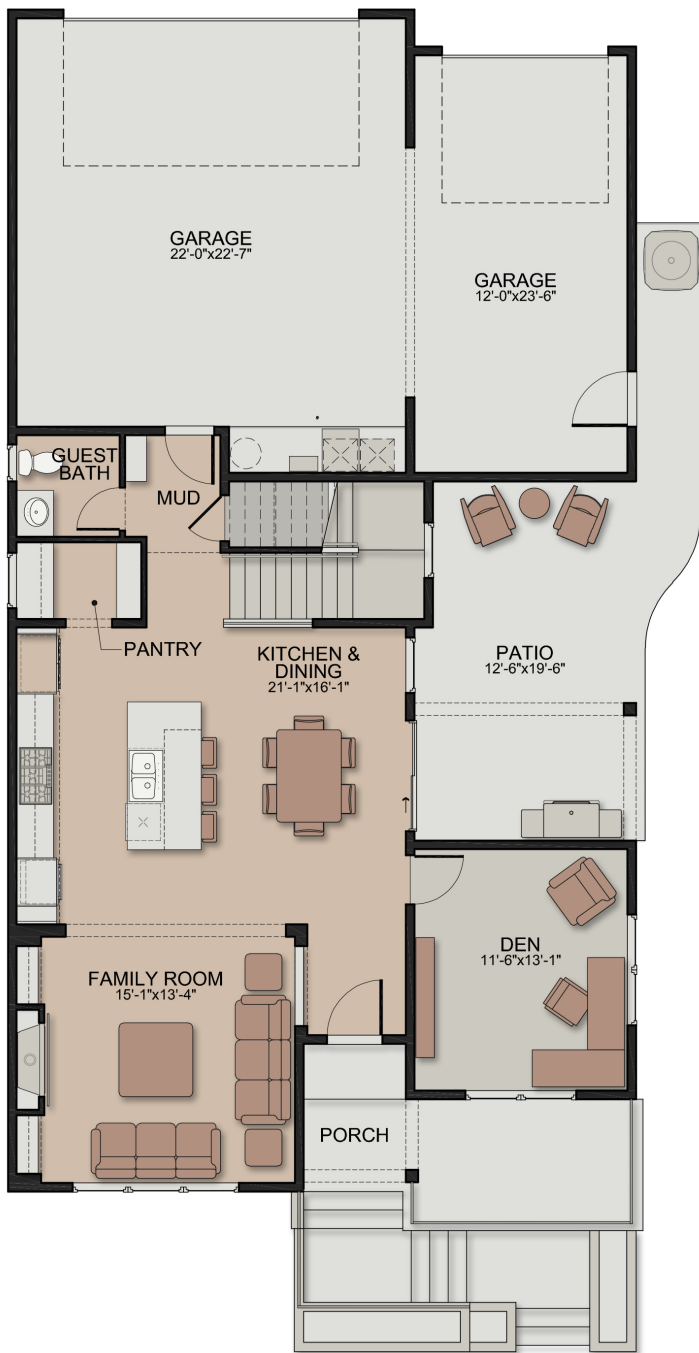 GARAGE
22'-0"x22'-7"
GARAGE
12'-0"x23'-6"
GUEST
BATH
MUD
PANTRY
KITCHEN &
DINING
21'-1"x16'-1"
PATIO
12'-6"x19'-6"
DEN
11'-6"x13'-1"
FAMILY ROOM
15'-1"x13'-4"
PORCH